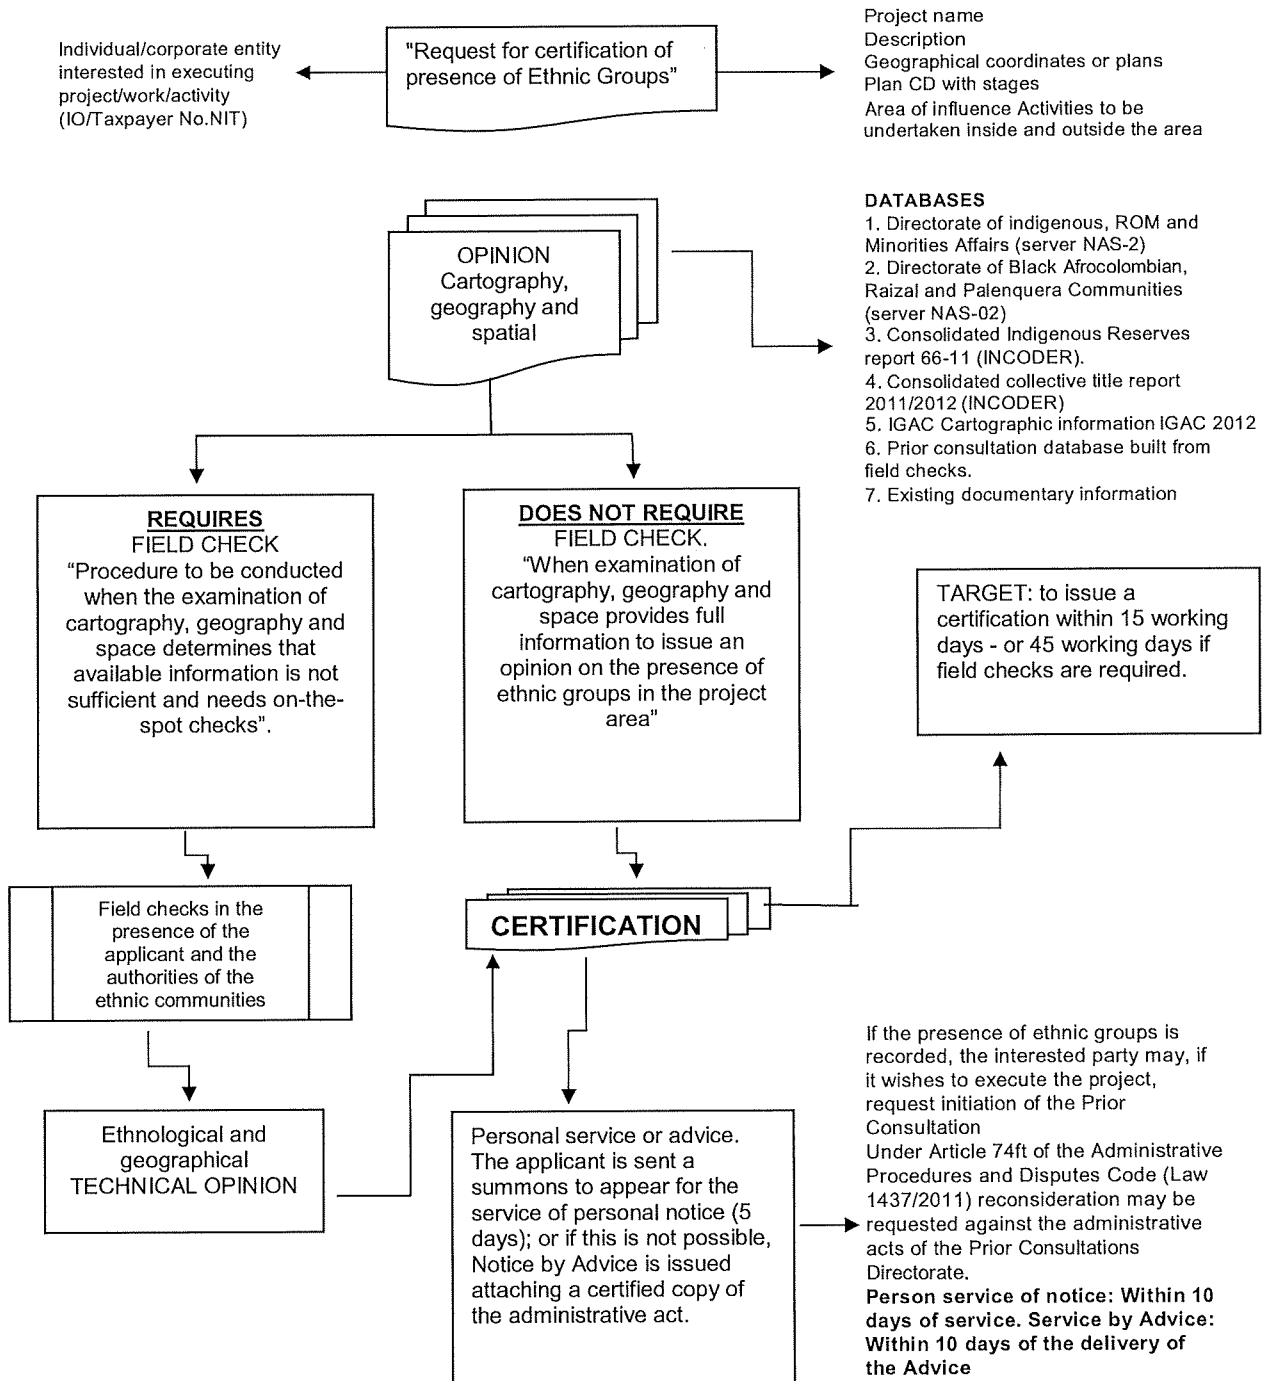 Individual/corporate entity
interested in executing
project/work/activity
(IO/Taxpayer No.NIT)
"Request for certification of
presence of Ethnic Groups"
Project name
Description
Geographical coordinates or plans
Plan CD with stages
Area of influence Activities to be
undertaken inside and outside the area
OPINION
Cartography,
geography and
spatial
DATABASES
1. Directorate of indigenous, ROM and
Minorities Affairs (server NAS-2)
2. Directorate of Black Afrocolombian,
Raizal and Palenquera Communities
(server NAS-02)
3. Consolidated Indigenous Reserves
report 66-11 (INCODER).
4. Consolidated collective title report
2011/2012 (INCODER)
5. IGAC Cartographic information IGAC 2012
6. Prior consultation database built from
field checks.
7. Existing documentary information
REQUIRES
FIELD CHECK
"Procedure to be conducted
when the examination of
cartography, geography and
space determines that
available information is not
sufficient and needs on-the-
spot checks".
DOES NOT REQUIRE
FIELD CHECK.
"When examination of
cartography, geography and
space provides full
information to issue an
opinion on the presence of
ethnic groups in the project
area"
TARGET: to issue a
certification within 15 working
days - or 45 working days if
field checks are required.
Field checks in the
presence of the
applicant and the
authorities of the
ethnic communities
CERTIFICATION
Ethnological and
geographical
TECHNICAL OPINION
Personal service or advice.
The applicant is sent a
summons to appear for the
service of personal notice (5
days); or if this is not possible,
Notice by Advice is issued
attaching a certified copy of
the administrative act.
If the presence of ethnic groups is
recorded, the interested party may, if
it wishes to execute the project,
request initiation of the Prior
Consultation
Under Article 74ft of the Administrative
Procedures and Disputes Code (Law
1437/2011) reconsideration may be
requested against the administrative
acts of the Prior Consultations
Directorate.
Person service of notice: Within 10
days of service. Service by Advice:
Within 10 days of the delivery of
the Advice